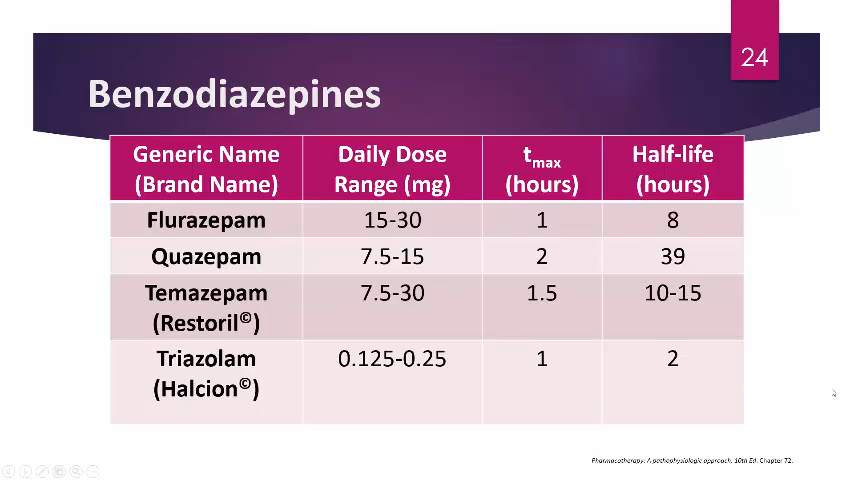 24
Benzodiazepines
Generic Name Daily Dose tmax Half-life
(Brand Name) Range (mg) (hours) (hours)
Flurazepam 15-30 1 8
Quazepam 7.5-15 2 39
Temazepam 7.5-30 1.5 10-15
(Restoril©)
Triazolam 0.125-0.25 1 2
(Halcion©)
Pharmacotherapy: A pathophysiologic approach. 10th Ed. Chapter 72.